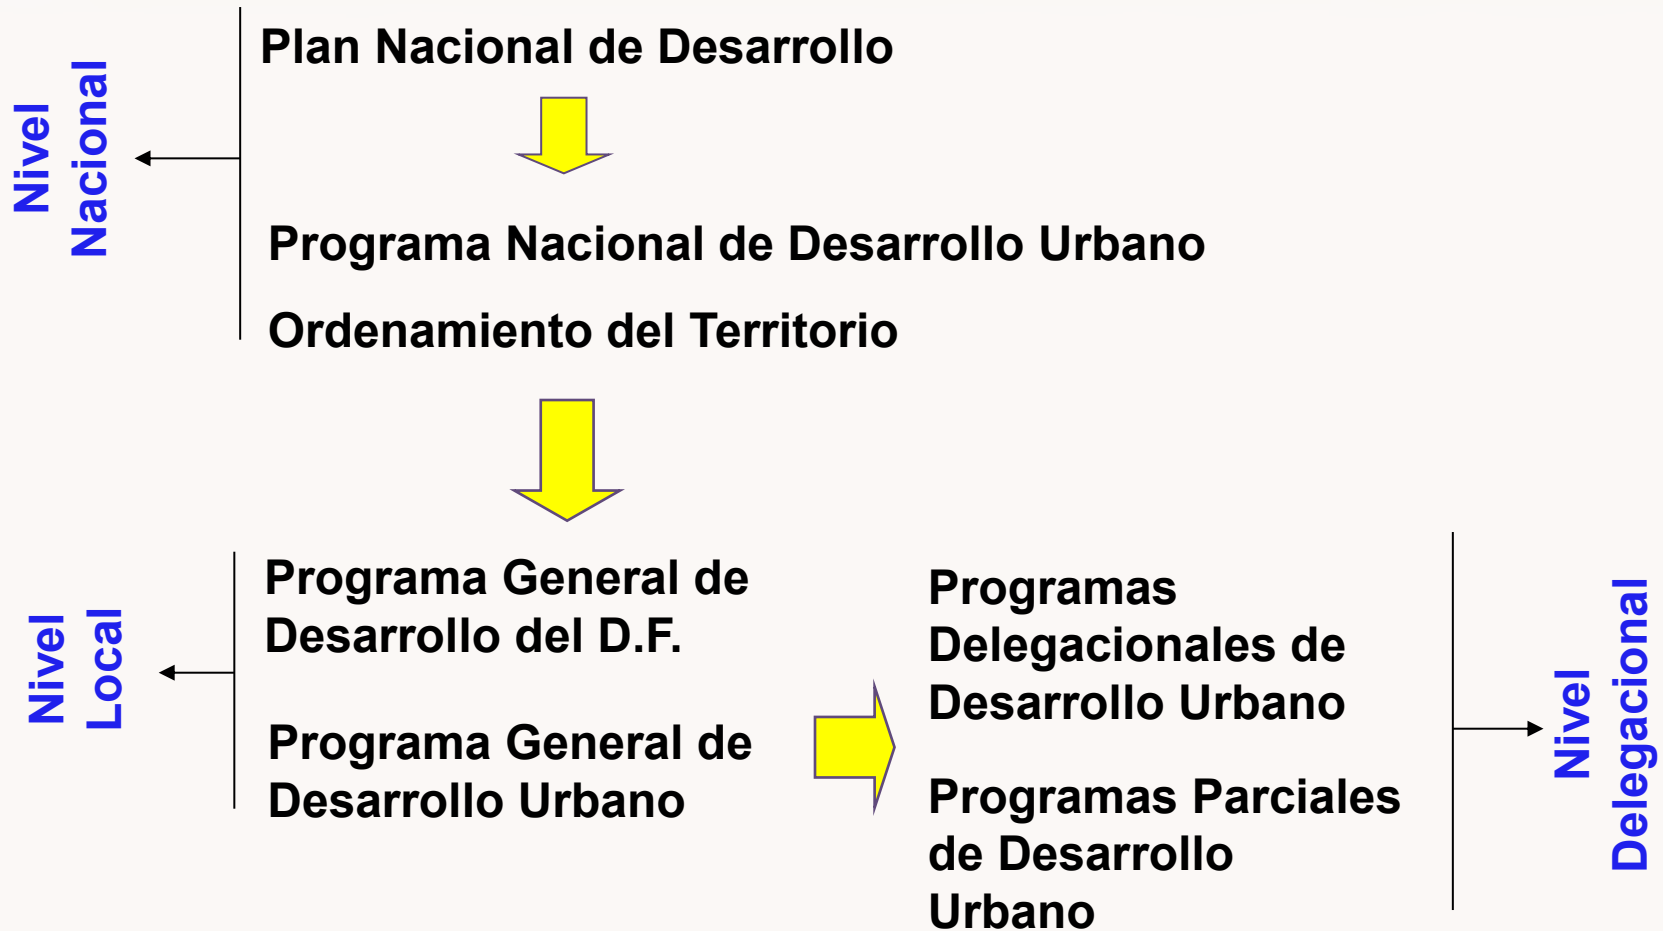 Nivel
Nacional
Plan Nacional de Desarrollo
Programa Nacional de Desarrollo Urbano
Ordenamiento del Territorio
Nivel
Local
Programa General de
Desarrollo del D.F.
Programa General de
Desarrollo Urbano
Programas
Delegacionales de
Desarrollo Urbano
Programas Parciales
de Desarrollo
Urbano
Nivel
Delegacional